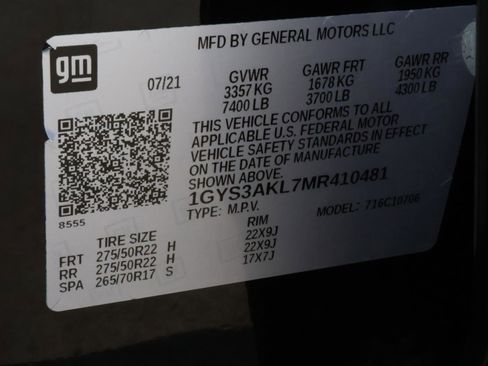 gm
MFD BY GENERAL MOTORS LLC
07/21
GVWR GAWR FRT GAWR RR
3357 KG 1678 KG 1950 KG
7400 LB 3700 LB 4300 LB
THIS VEHICLE CONFORMS TO ALL
APPLICABLE U.S. FEDERAL MOTOR
VEHICLE SAFETY STANDARDS IN EFFECT
ON THE DATE OF MANUFACTURE
SHOWN ABOVE.
1GYS3AKL7MR410481
TYPE: M.P.V. MODEL: 716C10706
8555
TIRE SIZE RIM
FRT 275/50R22 H 22X9J
RR 275/50R22 H 22X9J
SPA 265/70R17 S 17X7J